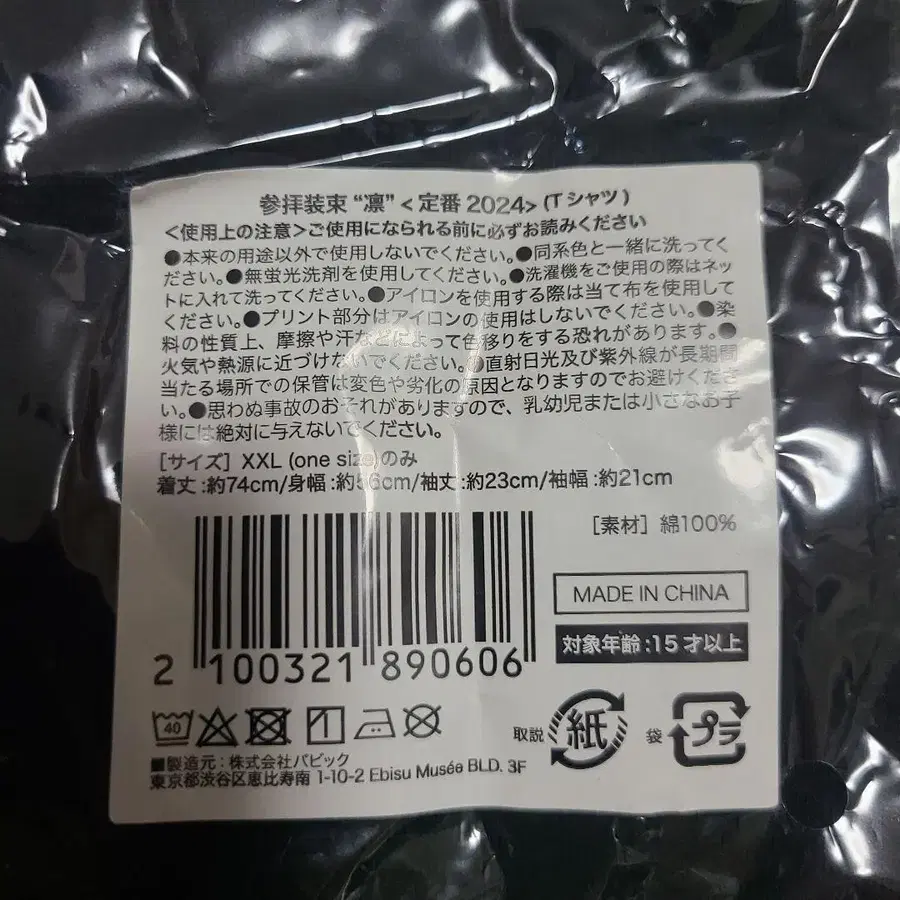 参拝装束 “凛” <定番 2024> (Tシャツ)
<使用上の注意>ご使用になられる前に必ずお読みください
●本来の用途以外で使用しないでください。●同系色と一緒に洗ってく
ださい。●無蛍光洗剤を使用してください。●洗濯機をご使用の際はネッ
トに入れて洗ってください。●アイロンを使用する際は当て布を使用して
ください。●プリント部分はアイロンの使用はしないでください。●染
料の性質上、摩擦や汗などによって色移りをする恐れがあります。●
火気や熱源に近づけないでください。●直射日光及び紫外線が長期間
当たる場所での保管は変色や劣化の原因となりますのでお避けくださ
い。●思わぬ事故のおそれがありますので、乳幼児または小さなお子
様には絶対に与えないでください。
[サイズ] XXL (one size)のみ
着丈:約74cm/身幅:約56cm/袖丈:約23cm/袖幅:約21cm
[素材] 綿100%
MADE IN CHINA
対象年齢:15才以上
2 100321 890606
40
取説 紙 袋 プラ
■製造元:株式会社バビック
東京都渋谷区恵比寿南 1-10-2 Ebisu Muséa BLD. 3F